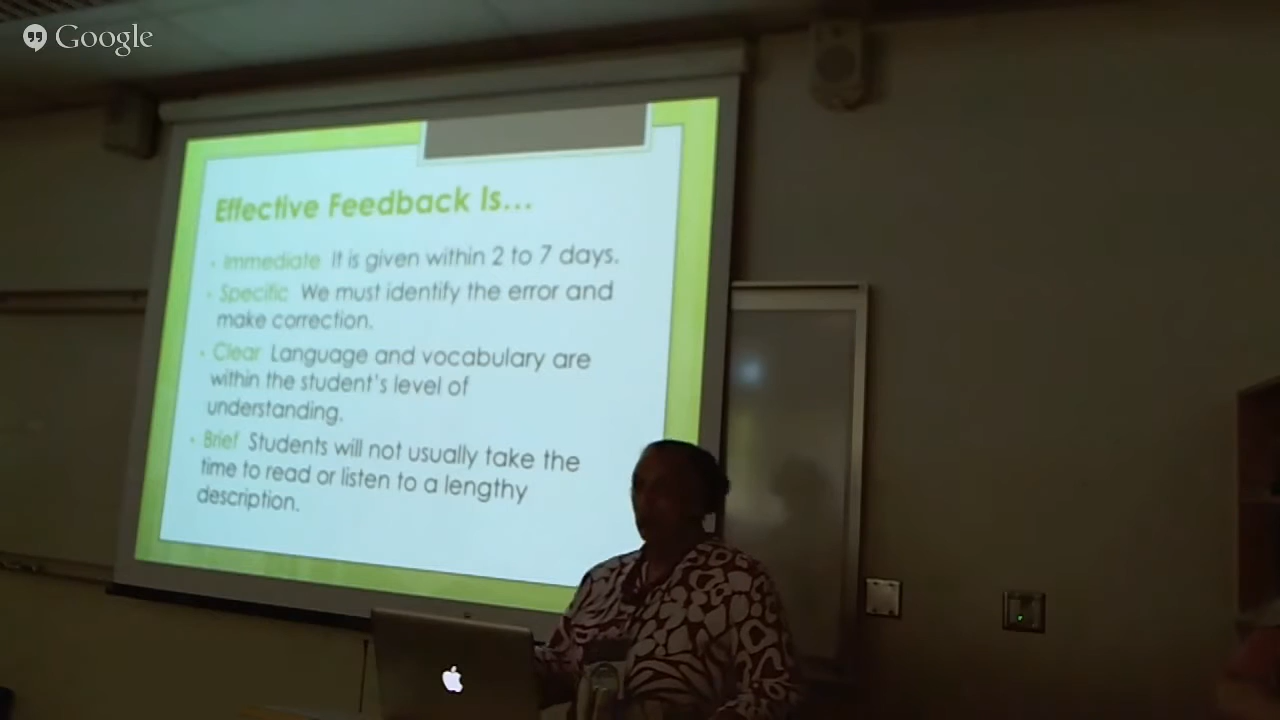 Google
Effective Feedback Is...
• Immediate It is given within 2 to 7 days.
• Specific We must identify the error and
make correction.
• Clear Language and vocabulary are
within the student's level of
understanding.
• Brief Students will not usually take the
time to read or listen to a lengthy
description.